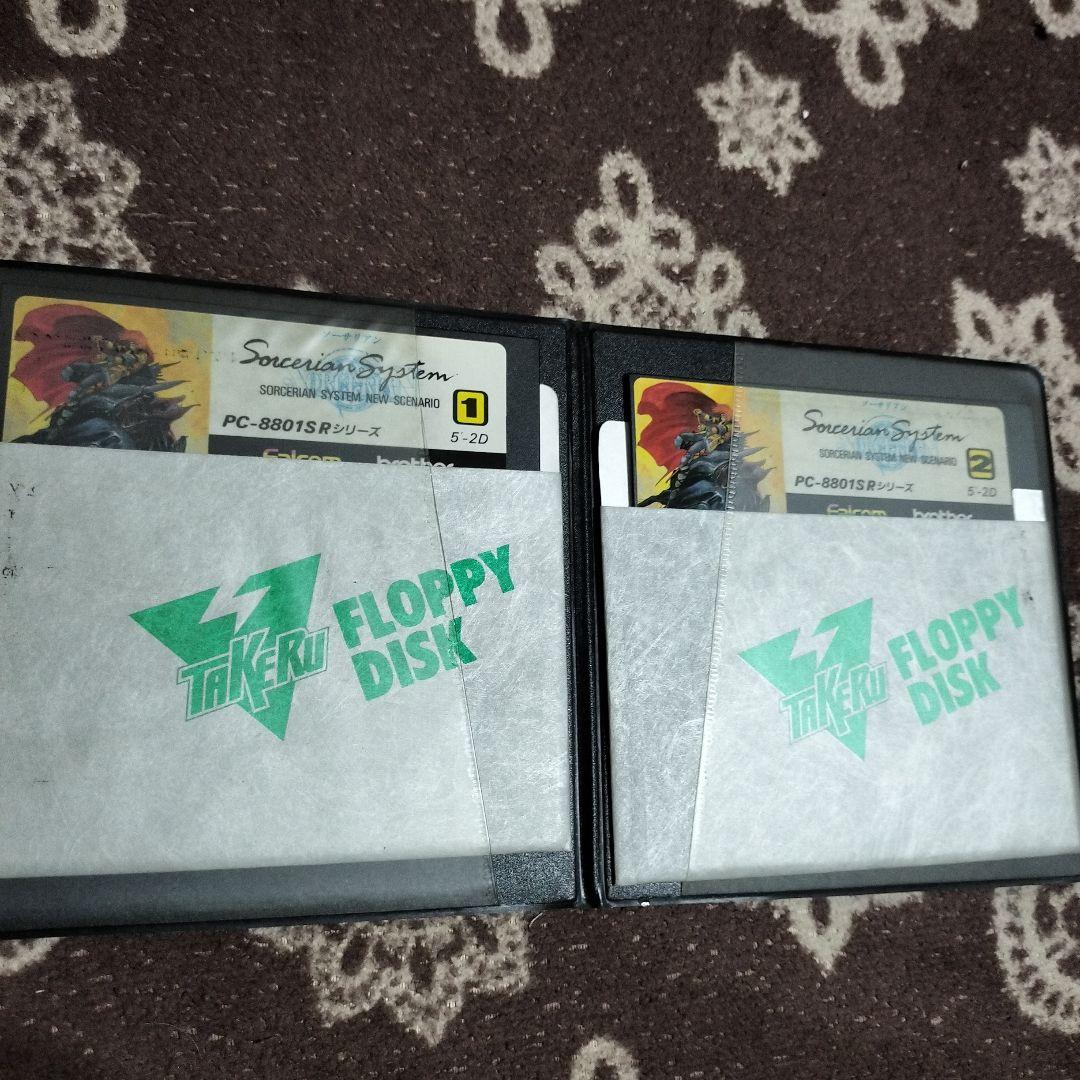 ソーサリアン
Sorcerian System
SORCERIAN SYSTEM NEW SCENARIO
1
PC-8801SRシリーズ
5"-2D
Falcom brother
TAKERU
FLOPPY
DISK
ソーサリアン
Sorcerian System
SORCERIAN SYSTEM NEW SCENARIO
2
PC-8801SRシリーズ
5"-2D
Falcom brother
TAKERU
FLOPPY
DISK